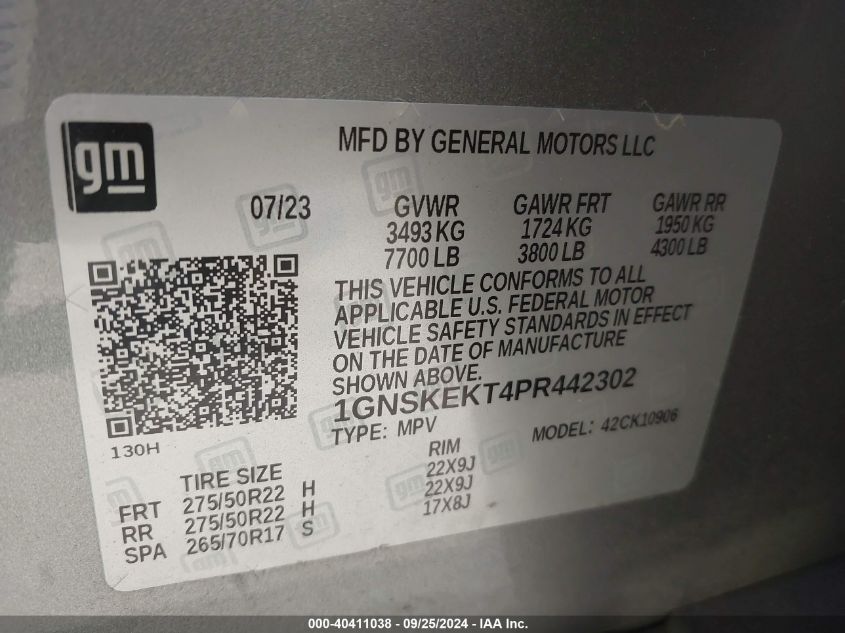 gm
MFD BY GENERAL MOTORS LLC
07/23 GVWR GAWR FRT GAWR RR
3493 KG 1724 KG 1950 KG
7700 LB 3800 LB 4300 LB
THIS VEHICLE CONFORMS TO ALL
APPLICABLE U.S. FEDERAL MOTOR
VEHICLE SAFETY STANDARDS IN EFFECT
ON THE DATE OF MANUFACTURE
SHOWN ABOVE.
1GNSKEKT4PR442302
TYPE: MPV MODEL: 42CK10906
130H
TIRE SIZE RIM
FRT 275/50R22 H 22X9J
RR 275/50R22 H 22X9J
SPA 265/70R17 S 17X8J
000-40411038 - 09/25/2024 - IAA Inc.